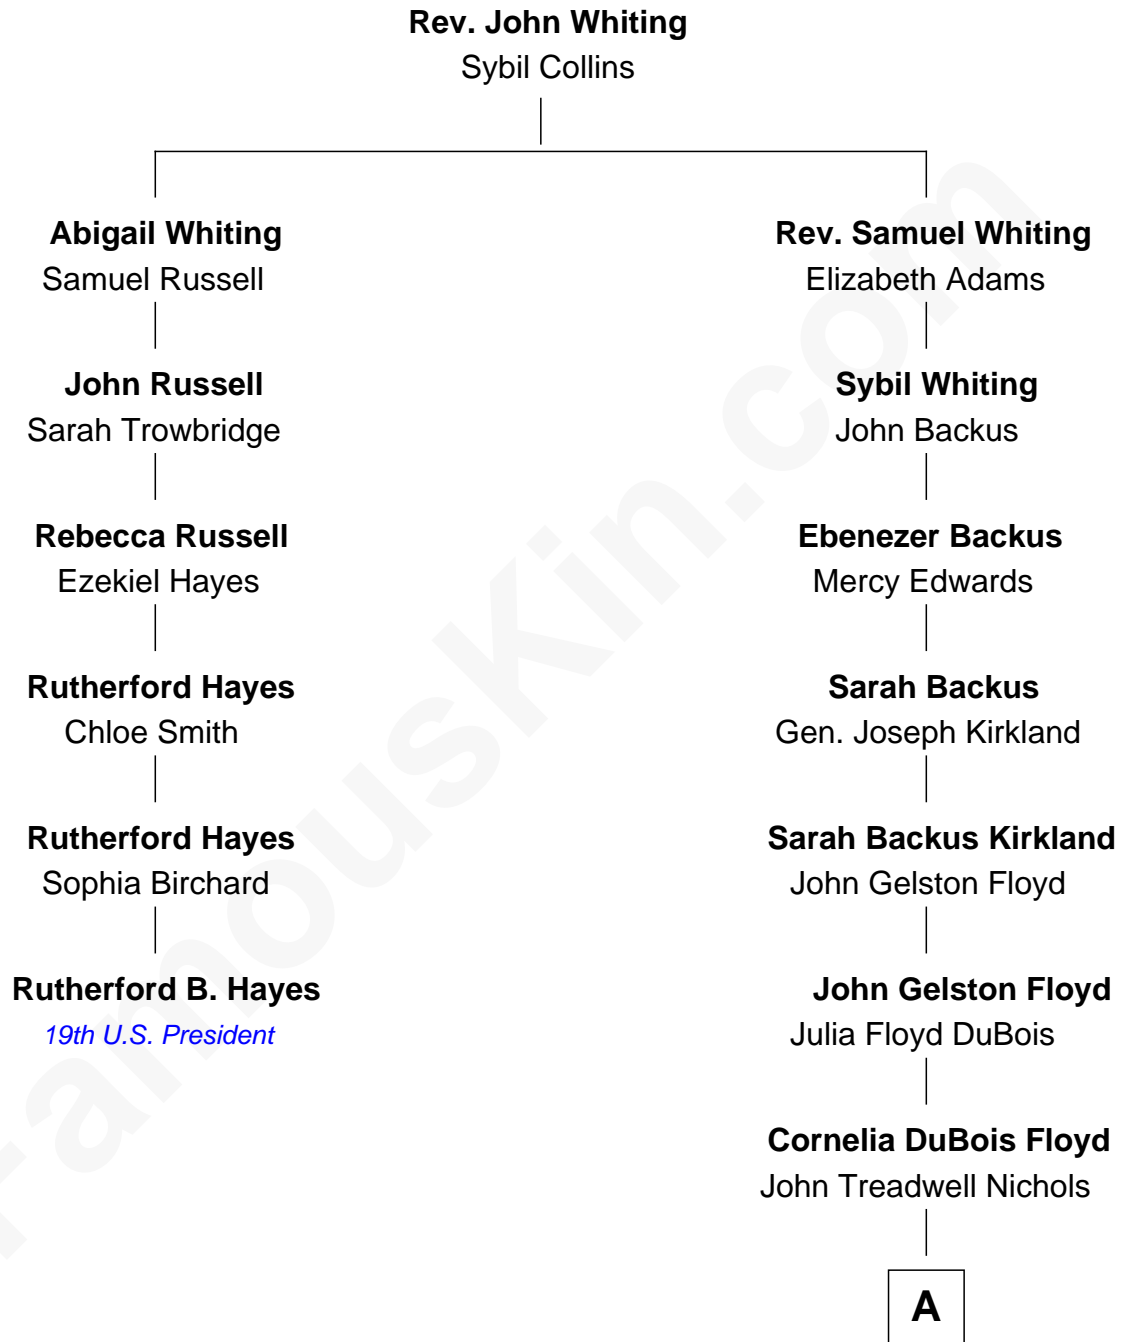 Rev. John Whiting
Sybil Collins
Abigail Whiting
Samuel Russell
Rev. Samuel Whiting
Elizabeth Adams
John Russell
Sarah Trowbridge
Sybil Whiting
John Backus
Rebecca Russell
Ezekiel Hayes
Ebenezer Backus
Mercy Edwards
Rutherford Hayes
Chloe Smith
Sarah Backus
Gen. Joseph Kirkland
Rutherford Hayes
Sophia Birchard
Sarah Backus Kirkland
John Gelston Floyd
Rutherford B. Hayes
19th U.S. President
John Gelston Floyd
Julia Floyd DuBois
Cornelia DuBois Floyd
John Treadwell Nichols
A
FamousKin.com